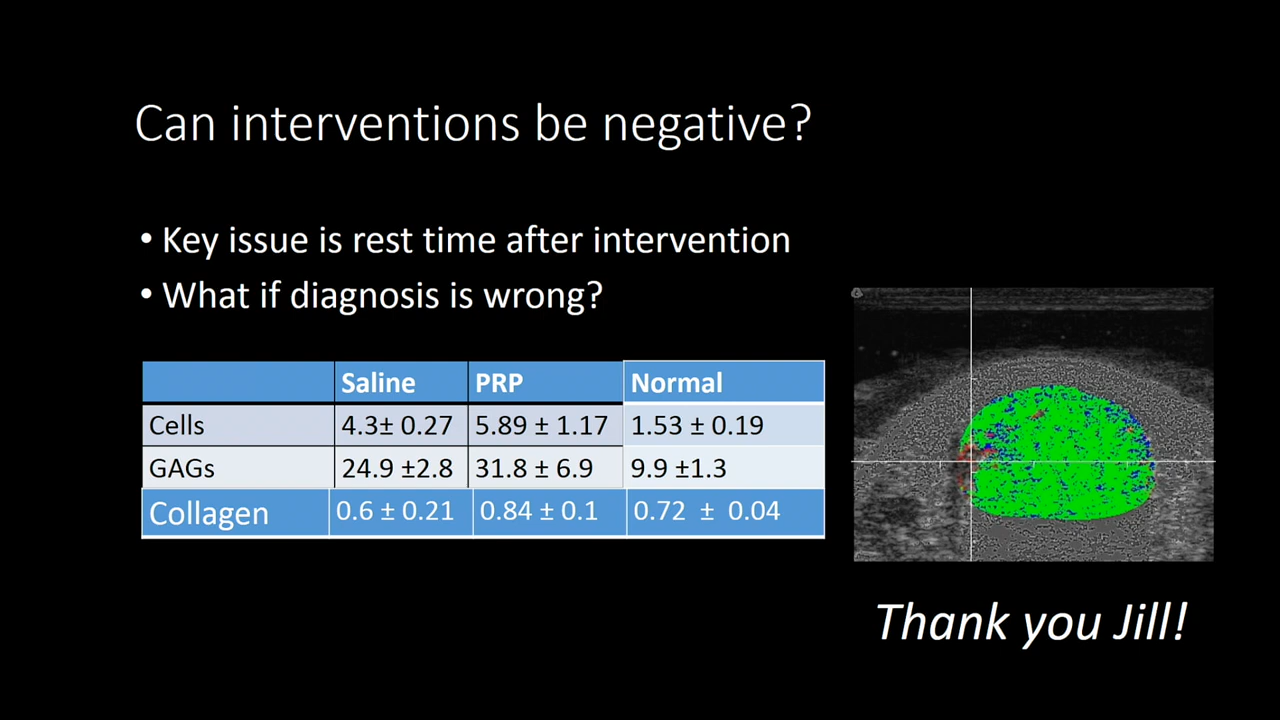 Can interventions be negative?
• Key issue is rest time after intervention
• What if diagnosis is wrong?
Saline PRP Normal
Cells 4.3± 0.27 5.89 ± 1.17 1.53 ± 0.19
GAGs 24.9 ±2.8 31.8 ± 6.9 9.9 ±1.3
Collagen 0.6 ± 0.21 0.84 ± 0.1 0.72 ± 0.04
Thank you Jill!